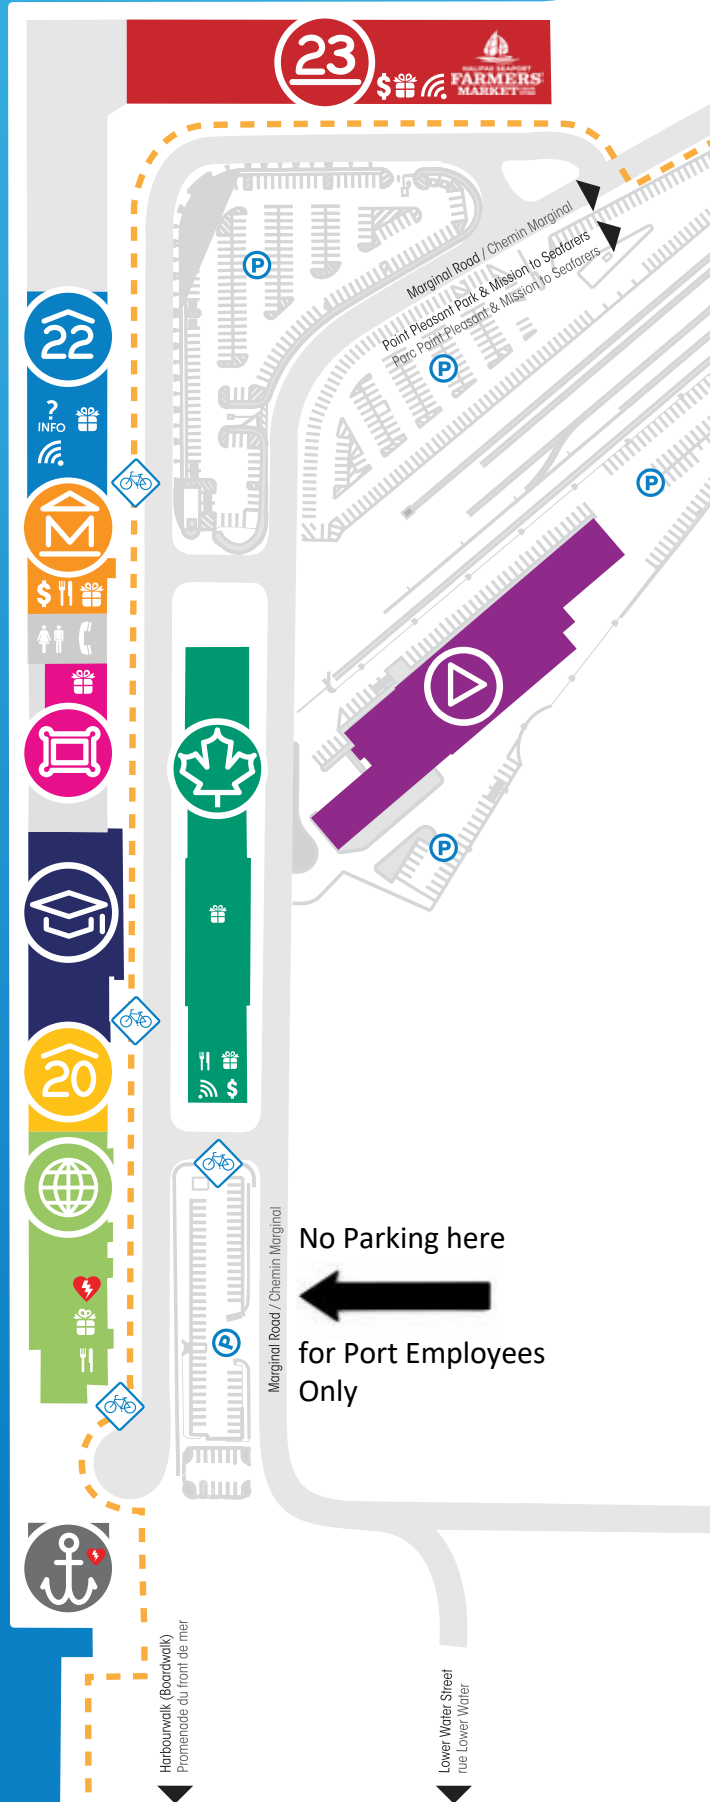 23
$
HALIFAX SEAPORT
FARMERS'
MARKET
Marginal Road / Chemin Marginal
Point Pleasant Park & Mission to Seafarers
Parc Point Pleasant & Mission to Seafarers
P
P
P
22
?
INFO
M
$
P
20
$
No Parking here
for Port Employees
Only
Marginal Road / Chemin Marginal
P
Harbourwalk (Boardwalk)
Promenade du front de mer
Lower Water Street
rue Lower Water